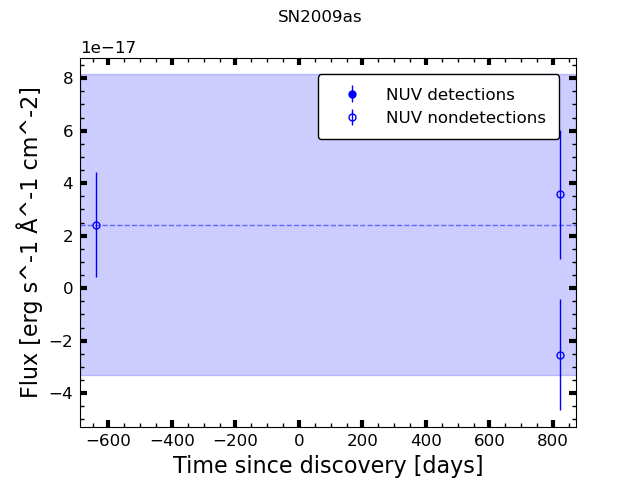 SN2009as
1e−17
8
6
4
2
0
−2
−4
Flux [erg s^-1 Å^-1 cm^-2]
NUV detections
NUV nondetections
−600 −400 −200 0 200 400 600 800
Time since discovery [days]